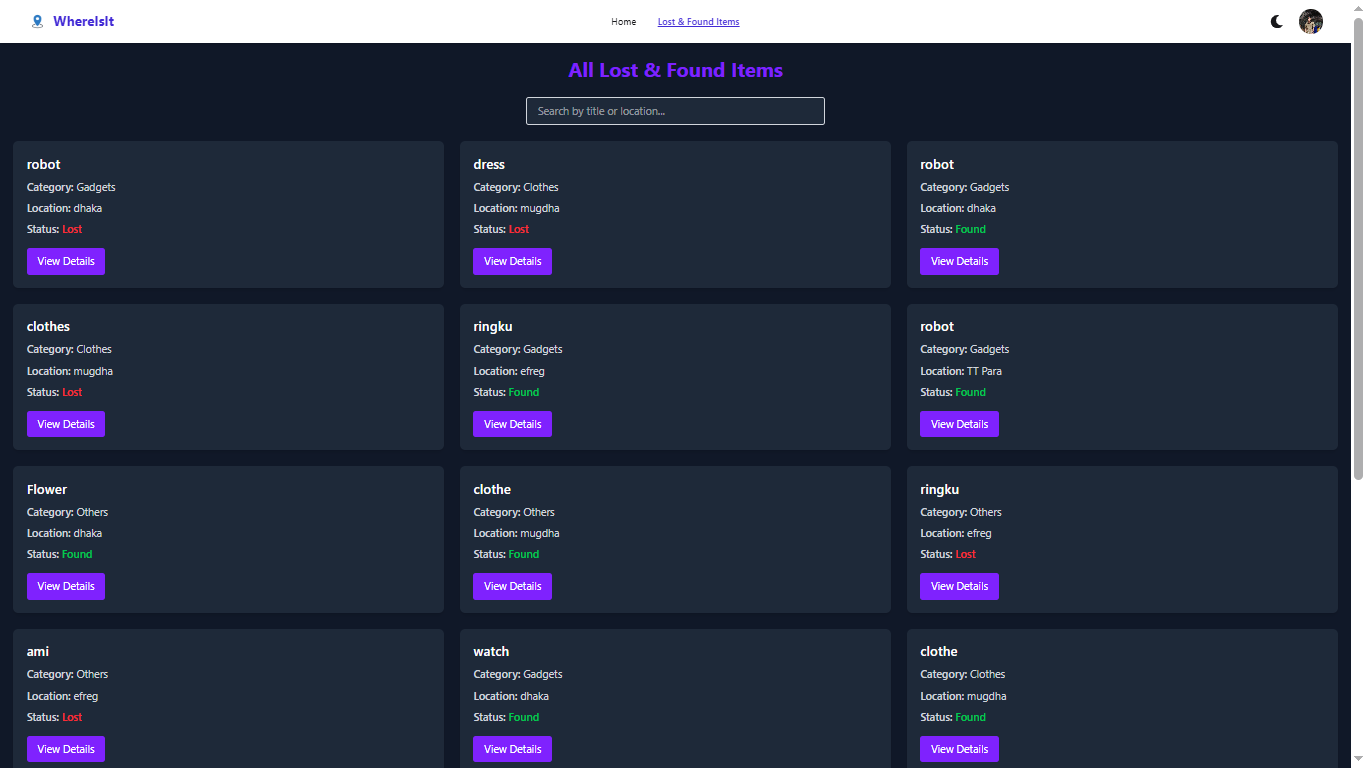 WhereIsIt
Home
Lost & Found Items
All Lost & Found Items
Search by title or location...
robot
Category: Gadgets
Location: dhaka
Status: Lost
View Details
dress
Category: Clothes
Location: mugdha
Status: Lost
View Details
robot
Category: Gadgets
Location: dhaka
Status: Found
View Details
clothes
Category: Clothes
Location: mugdha
Status: Lost
View Details
ringku
Category: Gadgets
Location: efreg
Status: Found
View Details
robot
Category: Gadgets
Location: TT Para
Status: Found
View Details
Flower
Category: Others
Location: dhaka
Status: Found
View Details
clothe
Category: Others
Location: mugdha
Status: Found
View Details
ringku
Category: Others
Location: efreg
Status: Lost
View Details
ami
Category: Others
Location: efreg
Status: Lost
View Details
watch
Category: Gadgets
Location: dhaka
Status: Found
View Details
clothe
Category: Clothes
Location: mugdha
Status: Found
View Details